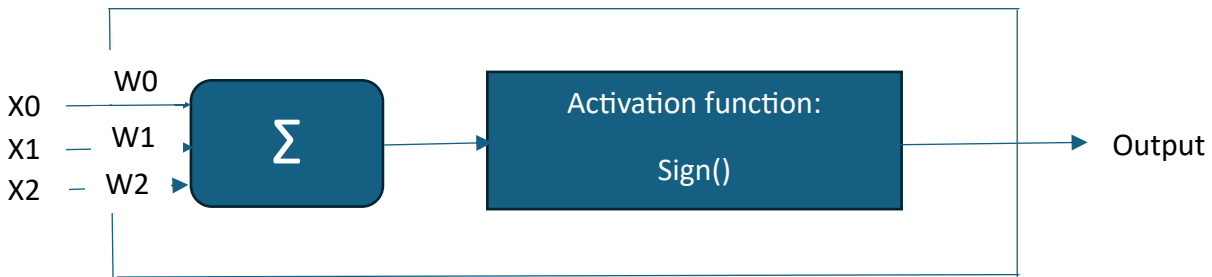 W0
X0
X1
W1
X2
W2
Σ
Activation function:
Sign()
Output